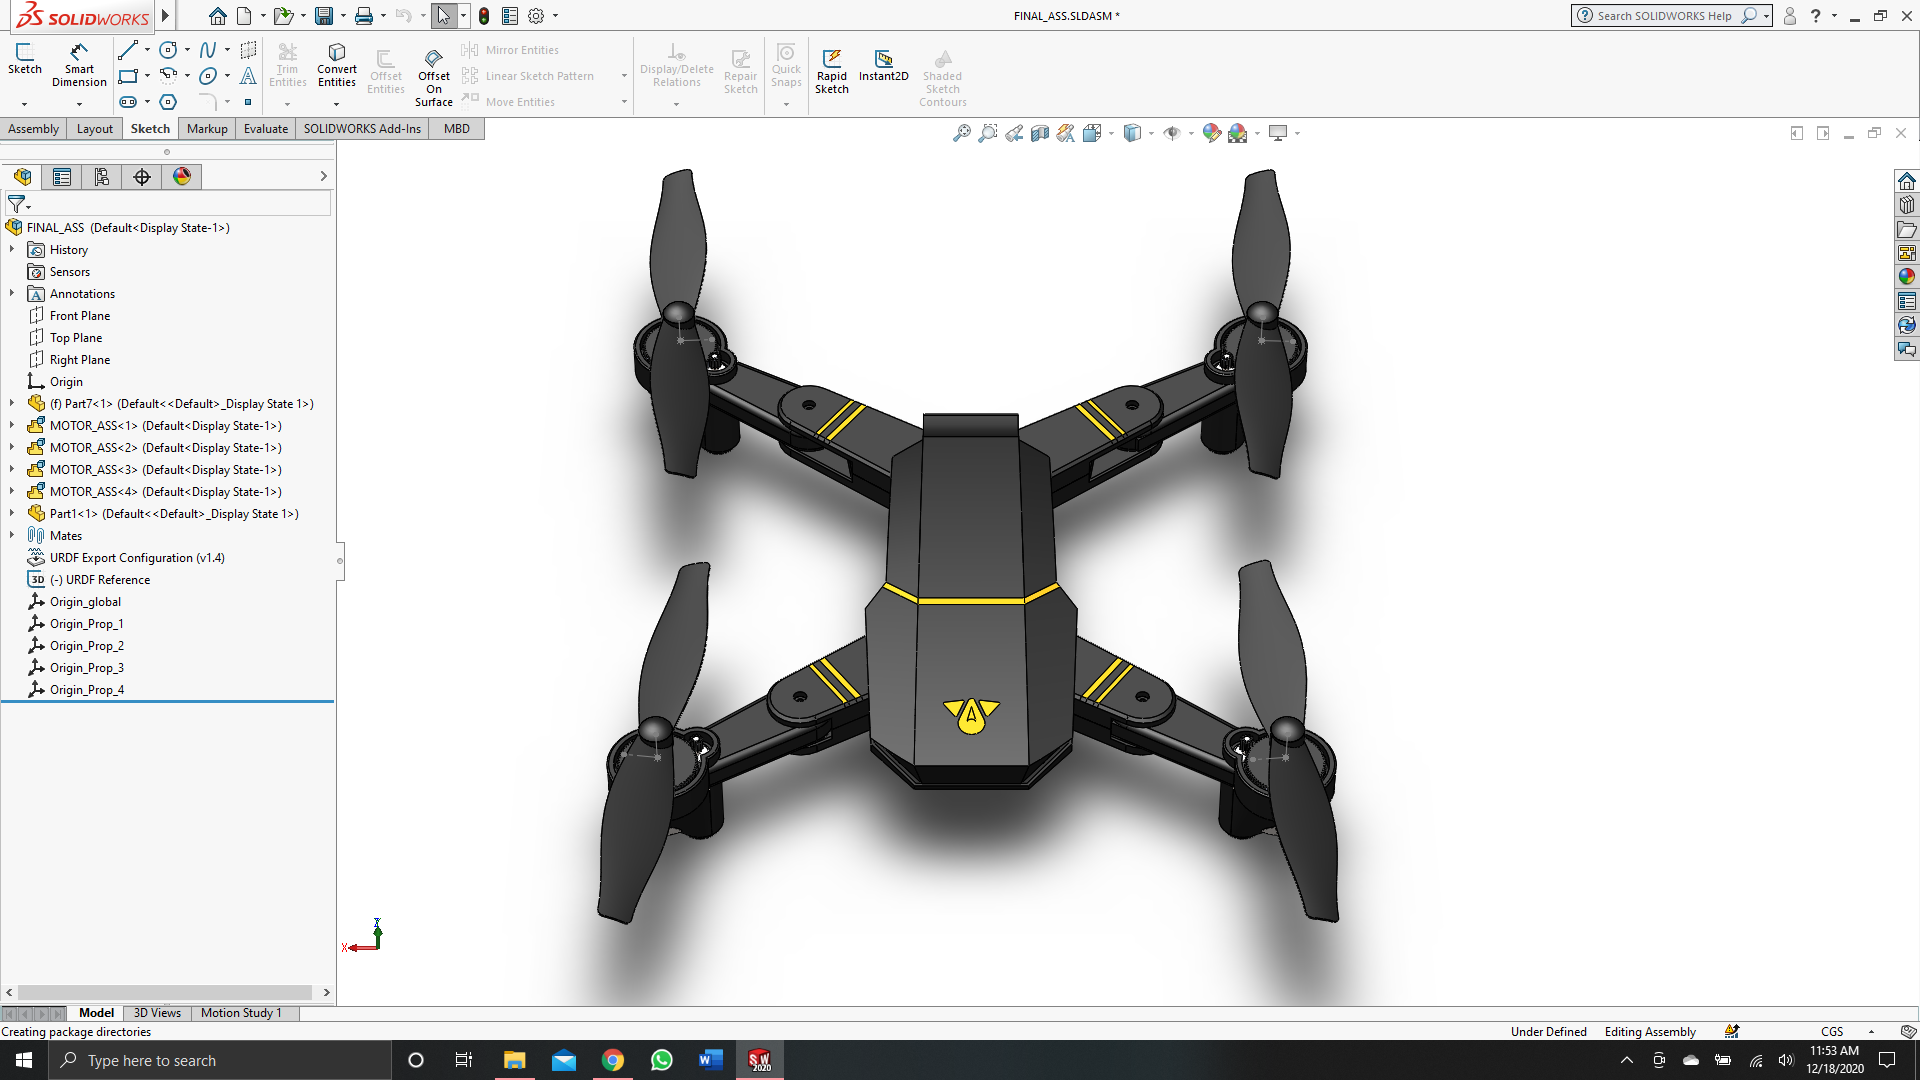 SOLIDWORKS
FINAL_ASS.SLDASM *
Search SOLIDWORKS Help
?
Sketch
Smart Dimension
Trim Entities
Convert Entities
Offset Entities
Offset On Surface
Mirror Entities
Linear Sketch Pattern
Move Entities
Display/Delete Relations
Repair Sketch
Quick Snaps
Rapid Sketch
Instant2D
Shaded Sketch Contours
Assembly
Layout
Sketch
Markup
Evaluate
SOLIDWORKS Add-Ins
MBD
FINAL_ASS (Default<Display State-1>)
History
Sensors
Annotations
Front Plane
Top Plane
Right Plane
Origin
(f) Part7<1> (Default<<Default>_Display State 1>)
MOTOR_ASS<1> (Default<Display State-1>)
MOTOR_ASS<2> (Default<Display State-1>)
MOTOR_ASS<3> (Default<Display State-1>)
MOTOR_ASS<4> (Default<Display State-1>)
Part1<1> (Default<<Default>_Display State 1>)
Mates
URDF Export Configuration (v1.4)
3D (-) URDF Reference
Origin_global
Origin_Prop_1
Origin_Prop_2
Origin_Prop_3
Origin_Prop_4
Z
X
Model
3D Views
Motion Study 1
Creating package directories
Under Defined
Editing Assembly
CGS
Type here to search
SW 2020
11:53 AM
12/18/2020